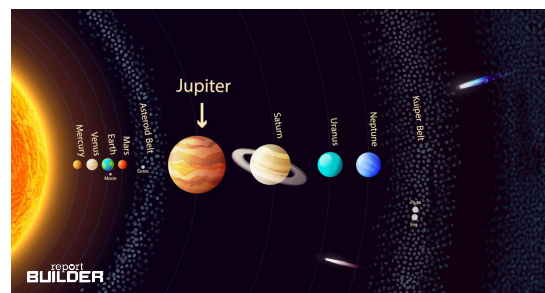 Jupiter
Mercury
Venus
Earth
Moon
Mars
Asteroid Belt
Ceres
Saturn
Uranus
Neptune
Kuiper Belt
Pluto
Eris
report
BUILDER